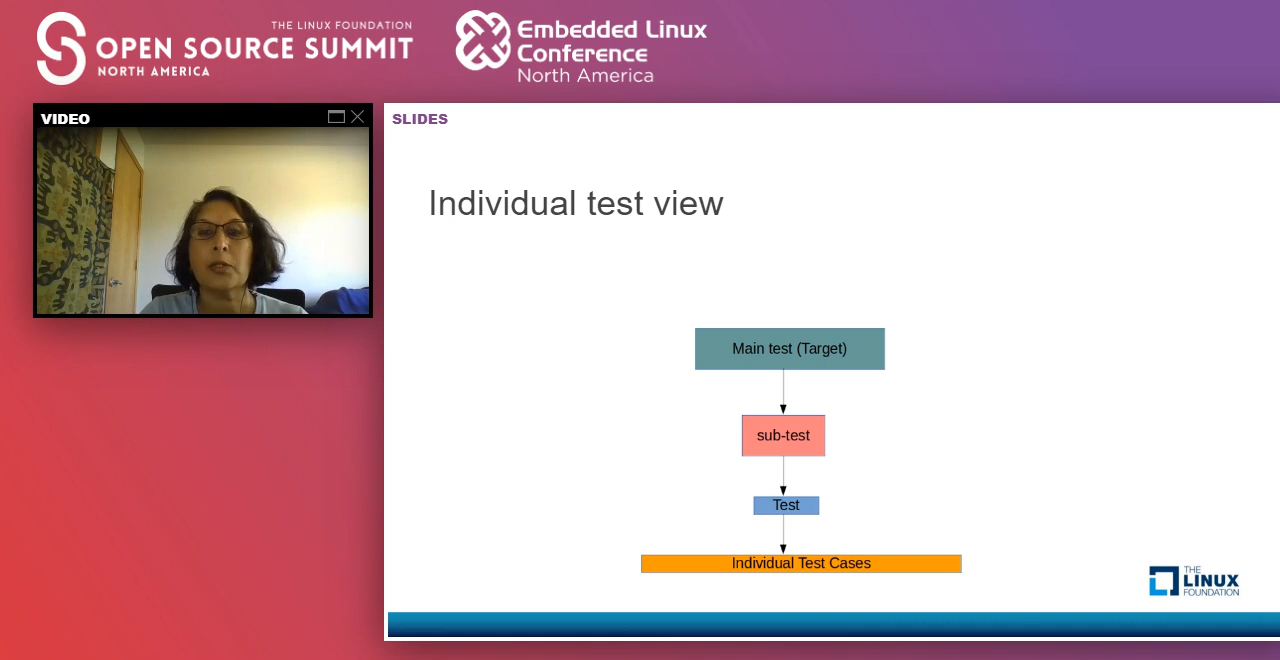 THE LINUX FOUNDATION
OPEN SOURCE SUMMIT
NORTH AMERICA
Embedded Linux
Conference
North America
VIDEO
SLIDES
Individual test view
Main test (Target)
sub-test
Test
Individual Test Cases
THE
LINUX
FOUNDATION